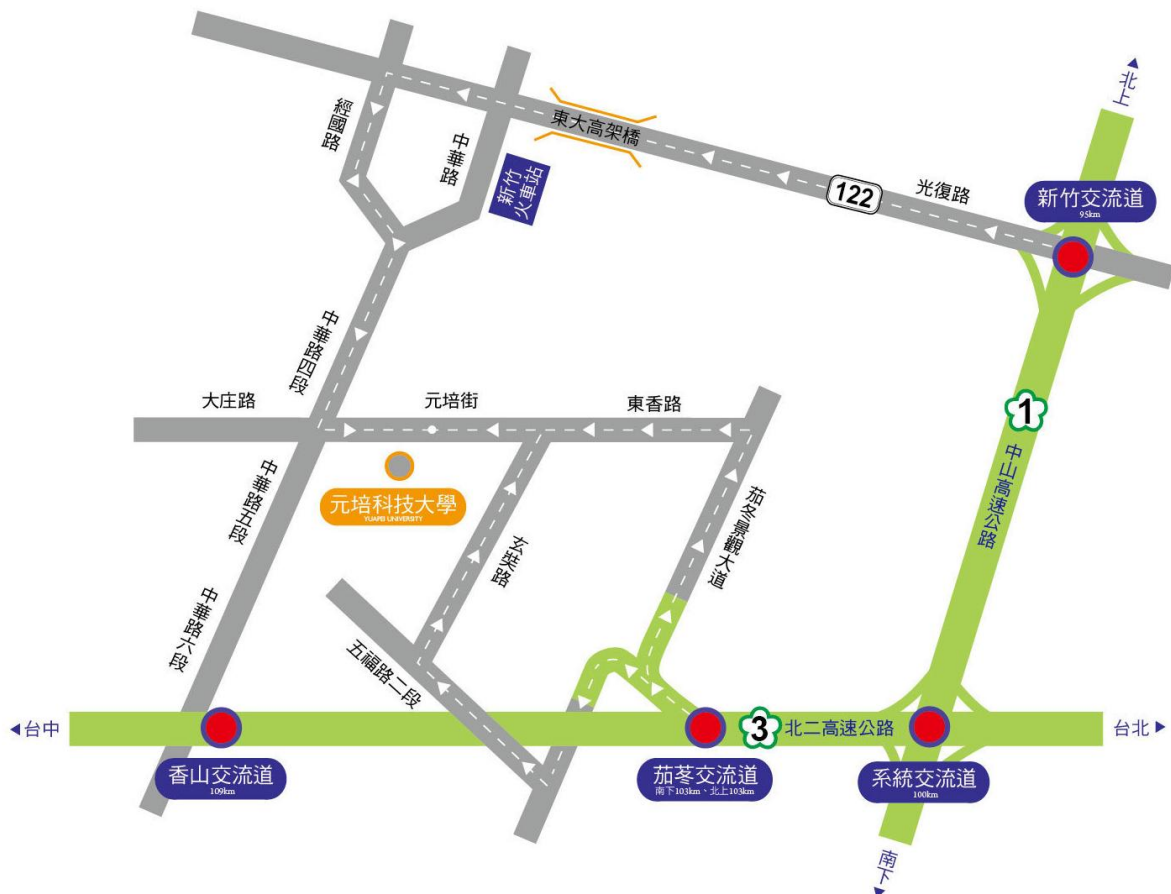 北上
經國路
中華路
東大高架橋
新竹
火車站
122
光復路
新竹交流道
95km
中華路四段
大庄路
元培街
東香路
1
中山高速公路
元培科技大學
YUAPEI UNIVERSITY
中華路五段
玄奘路
茄冬景觀大道
中華路六段
五福路二段
台中
3
北二高速公路
台北
香山交流道
109km
茄苳交流道
南下103km、北上103km
系統交流道
100km
南下